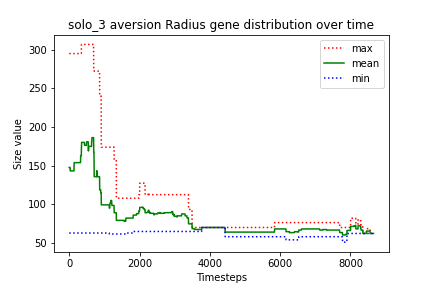 solo_3 aversion Radius gene distribution over time
max
mean
min
Size value
300
250
200
150
100
50
0
2000
4000
6000
8000
Timesteps